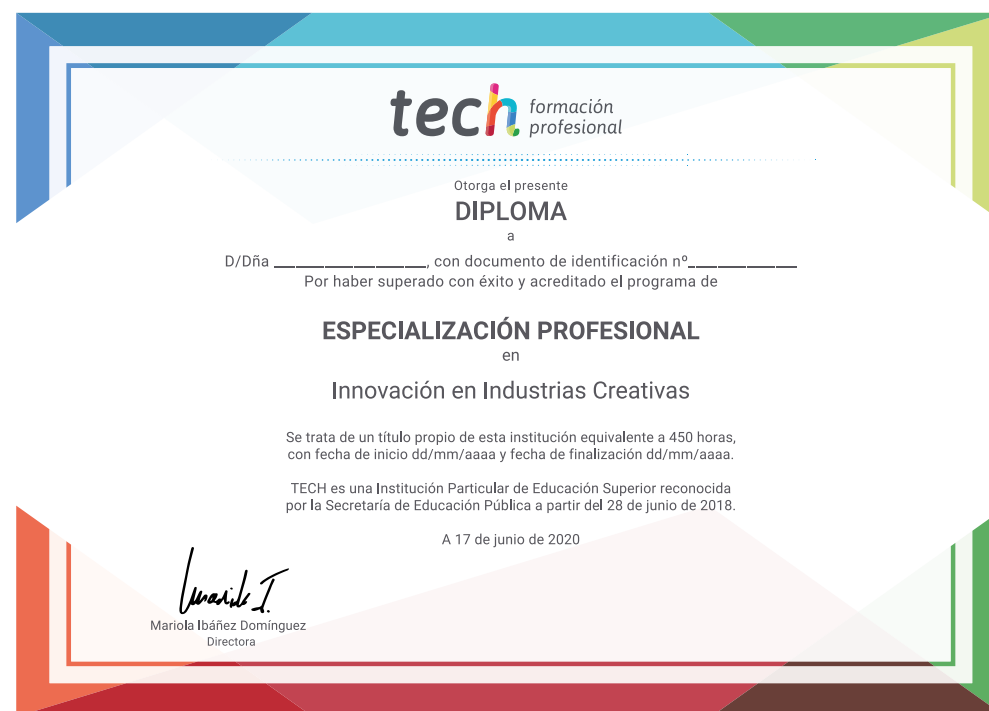 tech formación
profesional
Otorga el presente
DIPLOMA
a
D/Dña ____________________, con documento de identificación nº______________
Por haber superado con éxito y acreditado el programa de
ESPECIALIZACIÓN PROFESIONAL
en
Innovación en Industrias Creativas
Se trata de un título propio de esta institución equivalente a 450 horas,
con fecha de inicio dd/mm/aaaa y fecha de finalización dd/mm/aaaa.
TECH es una Institución Particular de Educación Superior reconocida
por la Secretaría de Educación Pública a partir del 28 de junio de 2018.
A 17 de junio de 2020
Mariola Ibáñez Domínguez
Directora